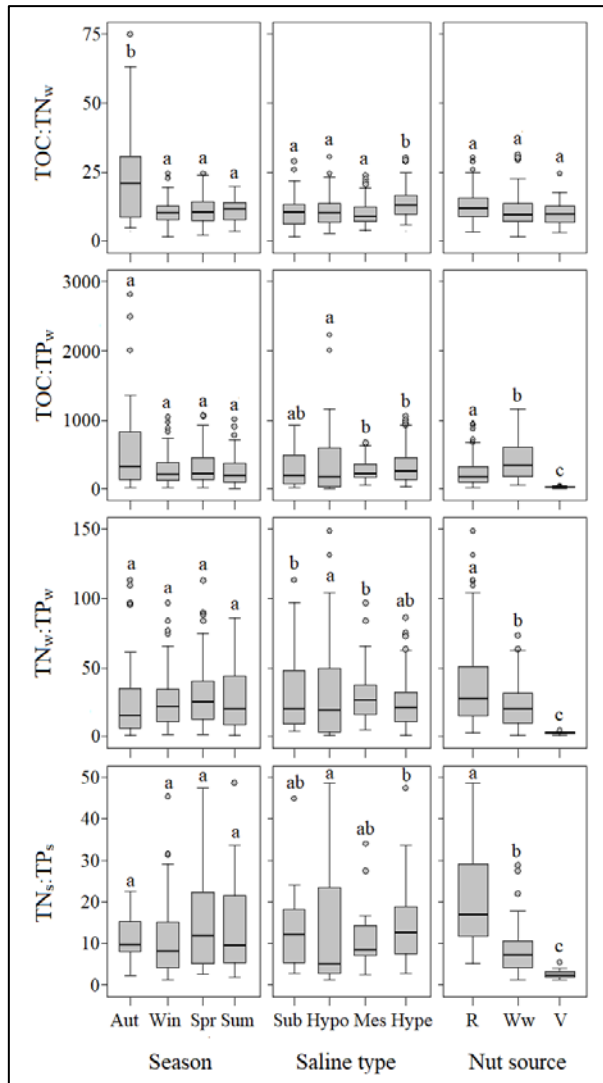 TOC:TNw
75
50
25
0
b
a
a
a
a
a
a
b
a
a
a
TOC:TPw
3000
2000
1000
0
a
a
a
a
ab
a
b
b
a
b
c
TNw:TPw
150
100
50
0
a
a
a
a
b
a
b
ab
a
b
c
TNs:TPs
50
40
30
20
10
0
a
a
a
a
ab
a
ab
b
a
b
c
Aut Win Spr Sum
Sub Hypo Mes Hype
R Ww V
Season
Saline type
Nut source